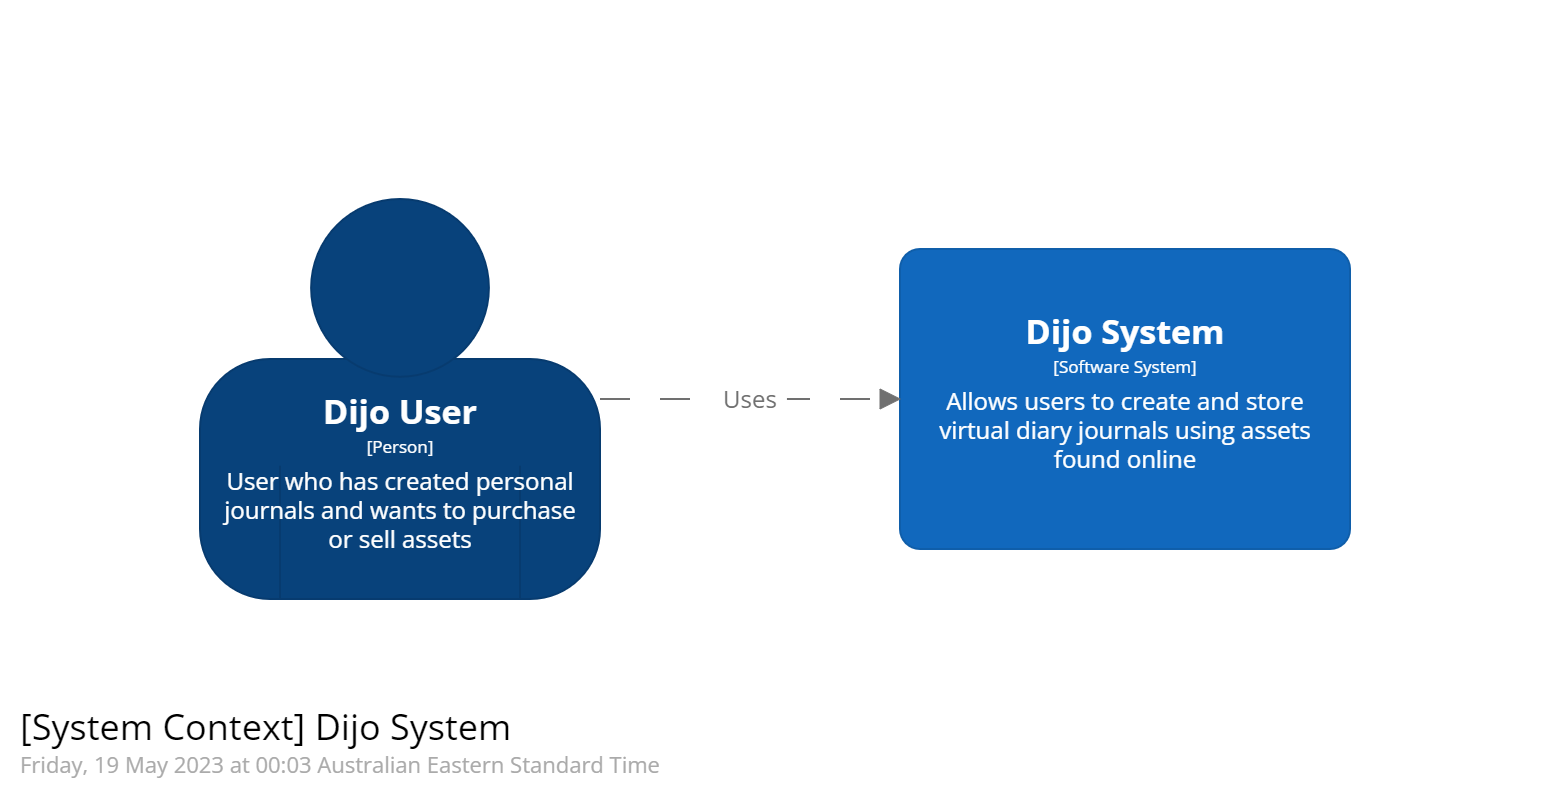 Dijo User
[Person]
User who has created personal
journals and wants to purchase
or sell assets
Uses
Dijo System
[Software System]
Allows users to create and store
virtual diary journals using assets
found online
[System Context] Dijo System
Friday, 19 May 2023 at 00:03 Australian Eastern Standard Time